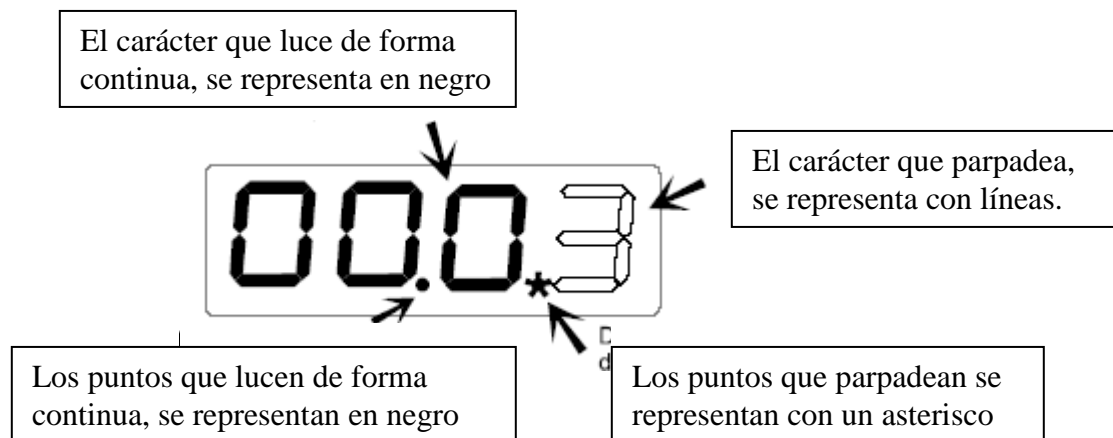 El carácter que luce de forma
continua, se representa en negro
El carácter que parpadea,
se representa con líneas.
00.0*3
D
d
Los puntos que lucen de forma
continua, se representan en negro
Los puntos que parpadean se
representan con un asterisco